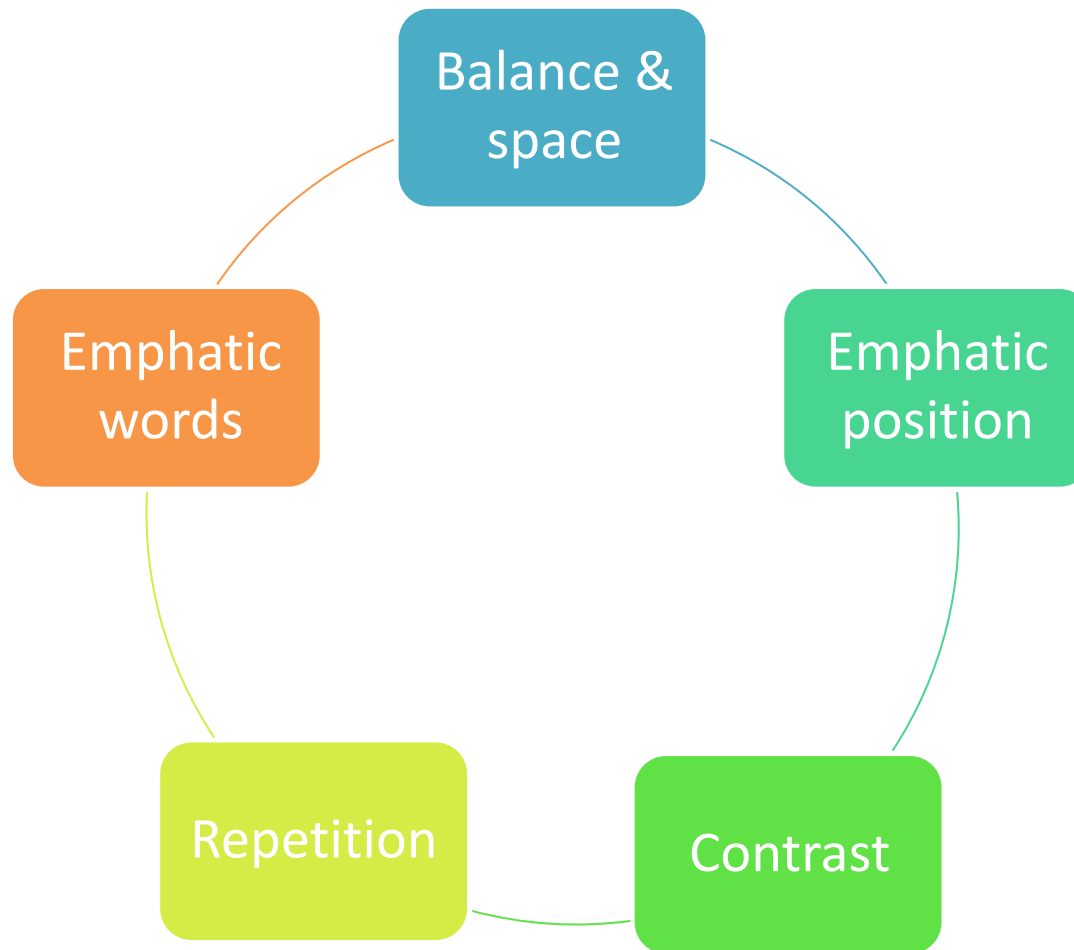 Balance &
space
Emphatic
position
Contrast
Repetition
Emphatic
words